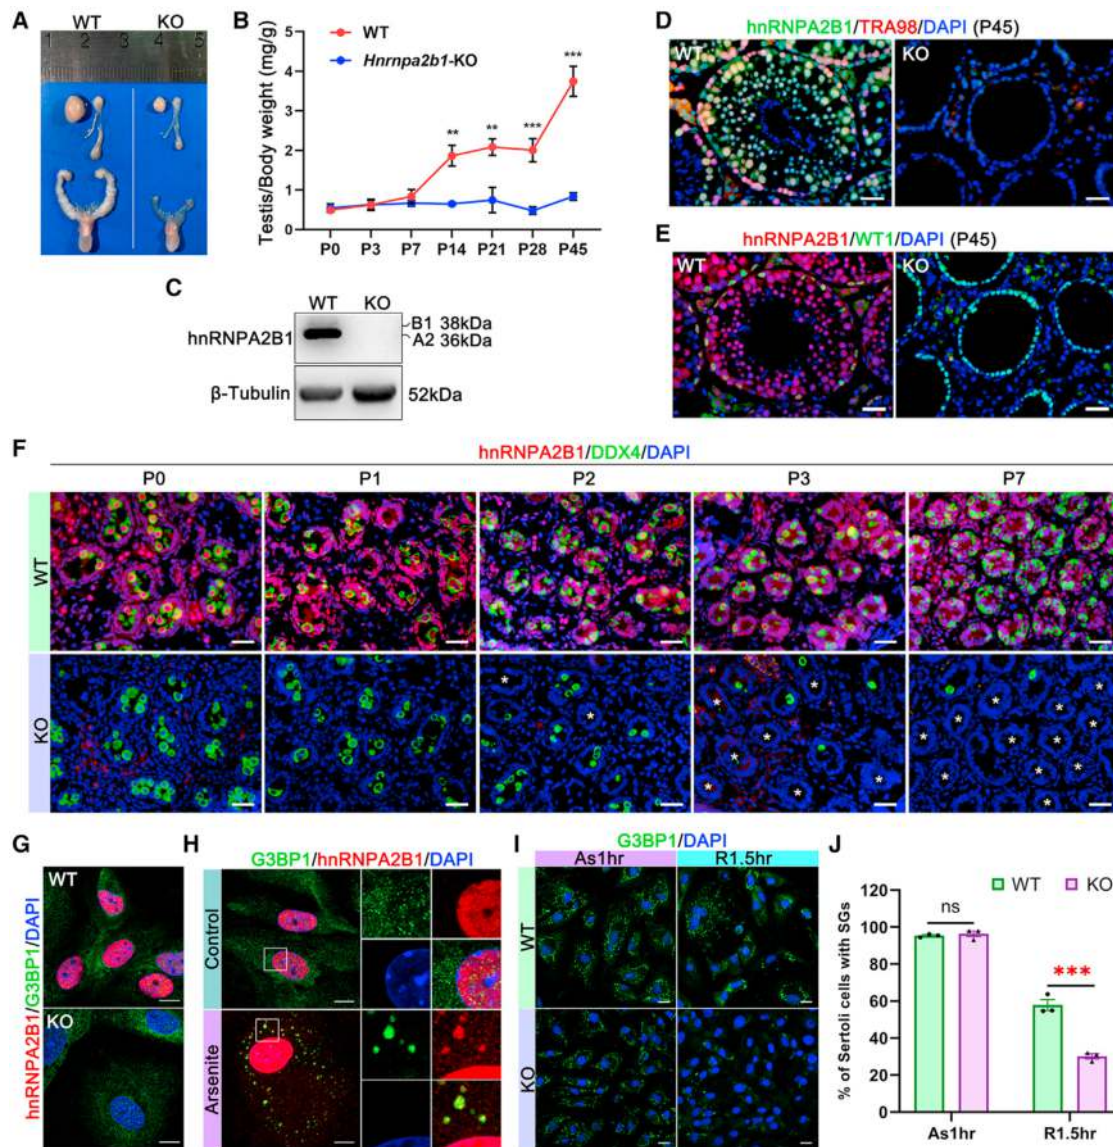 A
WT KO
1 2 3 4 5
B
Testis/Body weight (mg/g)
5
4
3
2
1
0
WT
Hnrnpa2b1-KO
** ** *** ***
P0 P3 P7 P14 P21 P28 P45
C
WT KO
hnRNPA2B1
B1 38kDa
A2 36kDa
β-Tubulin
52kDa
D
hnRNPA2B1/TRA98/DAPI (P45)
WT KO
E
hnRNPA2B1/WT1/DAPI (P45)
WT KO
F
hnRNPA2B1/DDX4/DAPI
P0 P1 P2 P3 P7
WT
* * * * * * * * * * * * * * * * * *
KO
G
hnRNPA2B1/G3BP1/DAPI
WT
KO
H
G3BP1/hnRNPA2B1/DAPI
Control
Arsenite
I
G3BP1/DAPI
As1hr R1.5hr
WT
KO
J
WT KO
% of Sertoli cells with SGs
120
100
80
60
40
20
0
ns
***
As1hr R1.5hr